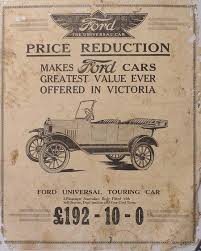 Ford
THE UNIVERSAL CAR
PRICE REDUCTION
MAKES Ford CARS
GREATEST VALUE EVER
OFFERED IN VICTORIA
FORD UNIVERSAL TOURING CAR
£192-10-0